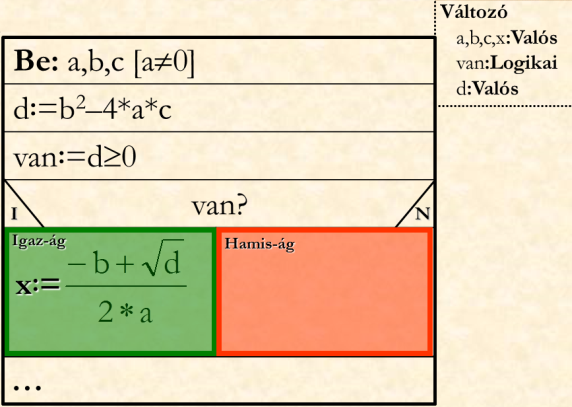 Változó
a,b,c,x:Valós
van:Logikai
d:Valós
Be: a,b,c [a≠0]
d:=b²–4*a*c
van:=d≥0
I van? N
Igaz-ág
x:= −b+√d
2*a
Hamis-ág
...